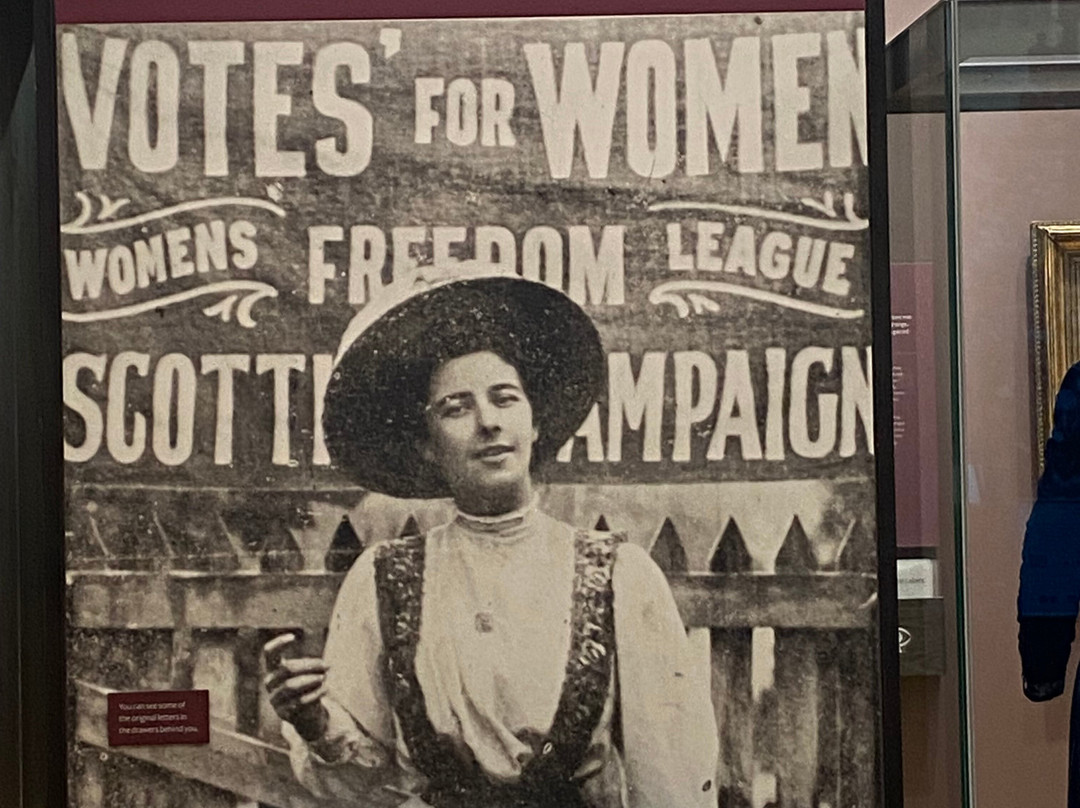 VOTES' FOR WOMEN
WOMENS FREEDOM LEAGUE
SCOTTI AMPAIGN
You can see some of
the original letters in
the drawers behind you.